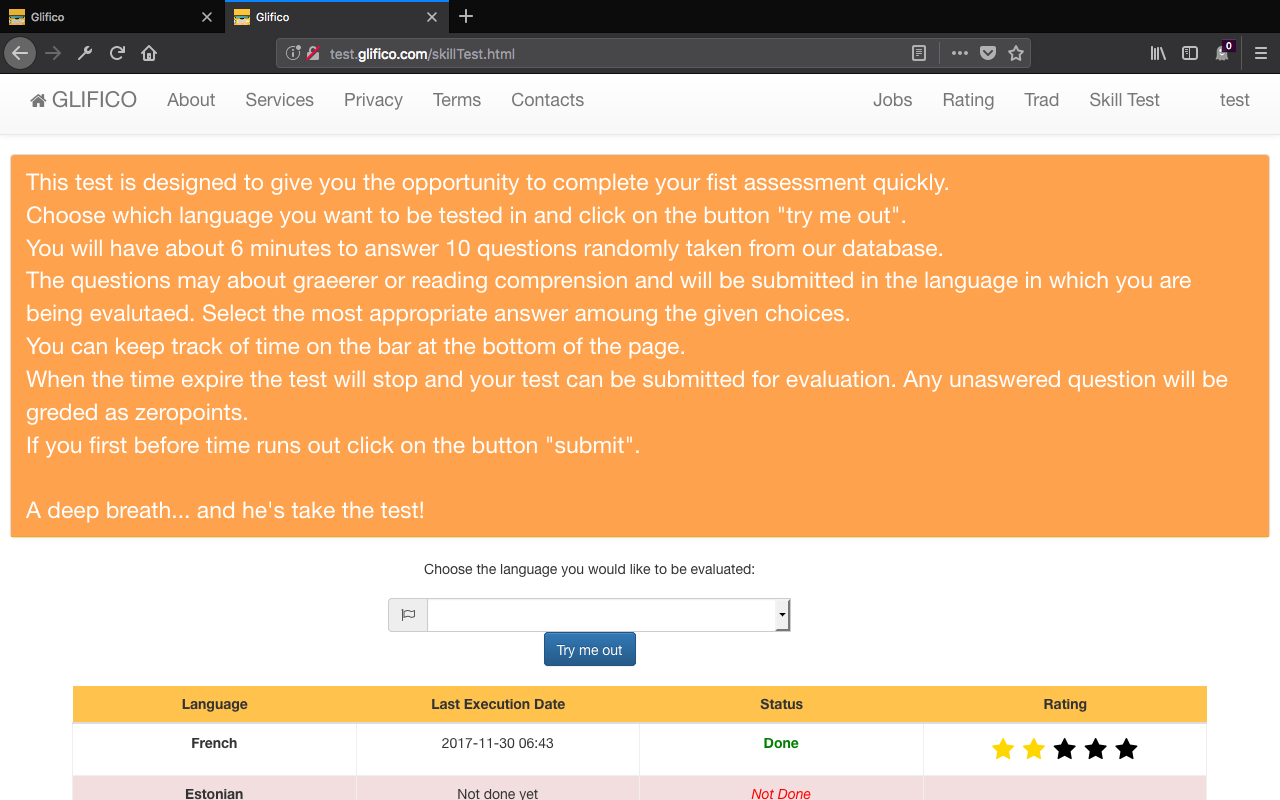 Glifico
Glifico
test.glifico.com/skillTest.html
0
GLIFICO About Services Privacy Terms Contacts Jobs Rating Trad Skill Test test
This test is designed to give you the opportunity to complete your fist assessment quickly.
Choose which language you want to be tested in and click on the button "try me out".
You will have about 6 minutes to answer 10 questions randomly taken from our database.
The questions may about graeerer or reading comprension and will be submitted in the language in which you are
being evalutaed. Select the most appropriate answer amoung the given choices.
You can keep track of time on the bar at the bottom of the page.
When the time expire the test will stop and your test can be submitted for evaluation. Any unaswered question will be
greded as zeropoints.
If you first before time runs out click on the button "submit".
A deep breath... and he's take the test!
Choose the language you would like to be evaluated:
Try me out
Language Last Execution Date Status Rating
French 2017-11-30 06:43 Done
Estonian Not done yet Not Done